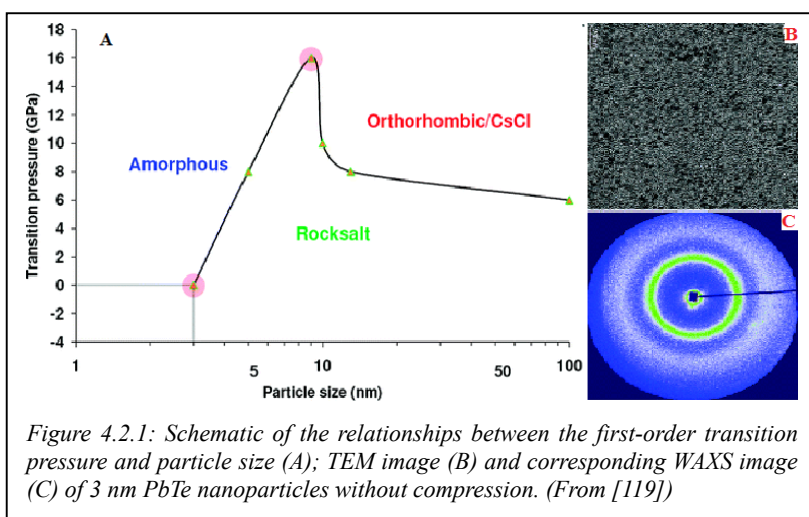 A
18
16
14
12
10
8
6
4
2
0
-2
-4
Transition pressure (GPa)
Amorphous
Orthorhombic/CsCl
Rocksalt
1
5
10
50
100
Particle size (nm)
B
C
Figure 4.2.1: Schematic of the relationships between the first-order transition
pressure and particle size (A); TEM image (B) and corresponding WAXS image
(C) of 3 nm PbTe nanoparticles without compression. (From [119])